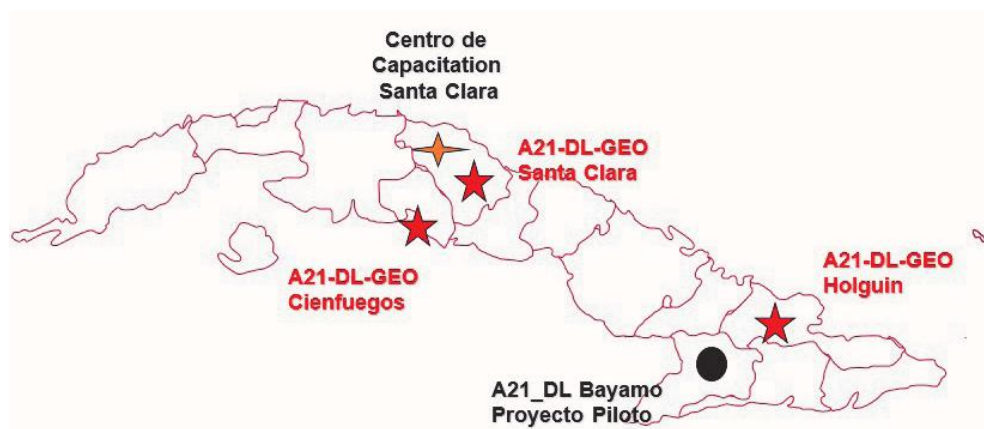 Centro de
Capacitation
Santa Clara
A21-DL-GEO
Santa Clara
A21-DL-GEO
Cienfuegos
A21-DL-GEO
Holguin
A21_DL Bayamo
Proyecto Piloto